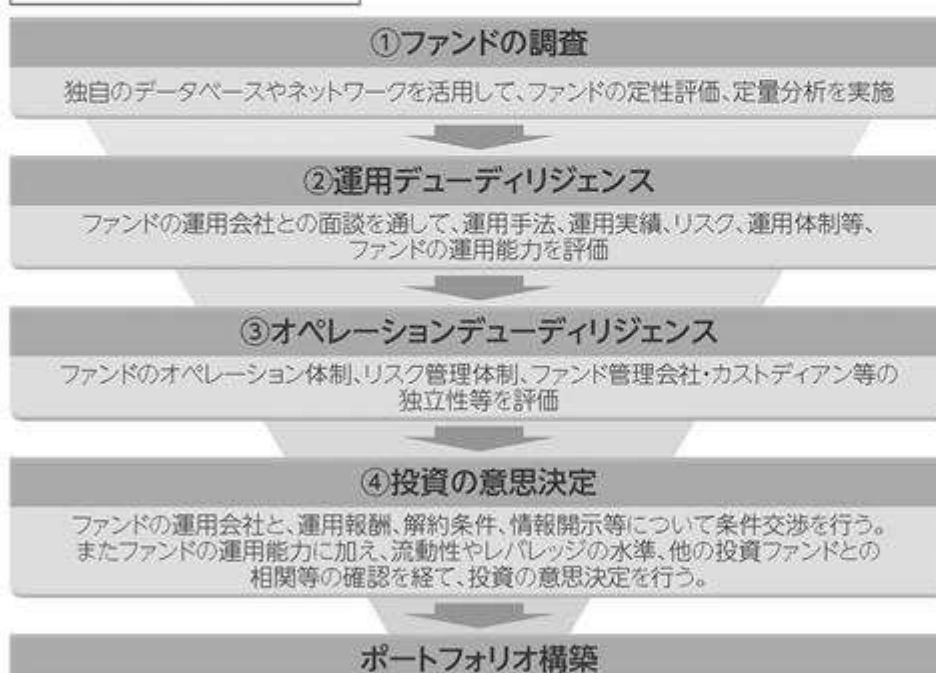 ①ファンドの調査
独自のデータベースやネットワークを活用して、ファンドの定性評価、定量分析を実施
②運用デューディリジェンス
ファンドの運用会社との面談を通して、運用手法、運用実績、リスク、運用体制等、
ファンドの運用能力を評価
③オペレーションデューディリジェンス
ファンドのオペレーション体制、リスク管理体制、ファンド管理会社・カストディアン等の
独立性等を評価
④投資の意思決定
ファンドの運用会社と、運用報酬、解約条件、情報開示等について条件交渉を行う。
またファンドの運用能力に加え、流動性やレバレッジの水準、他の投資ファンドとの
相関等の確認を経て、投資の意思決定を行う。
ポートフォリオ構築